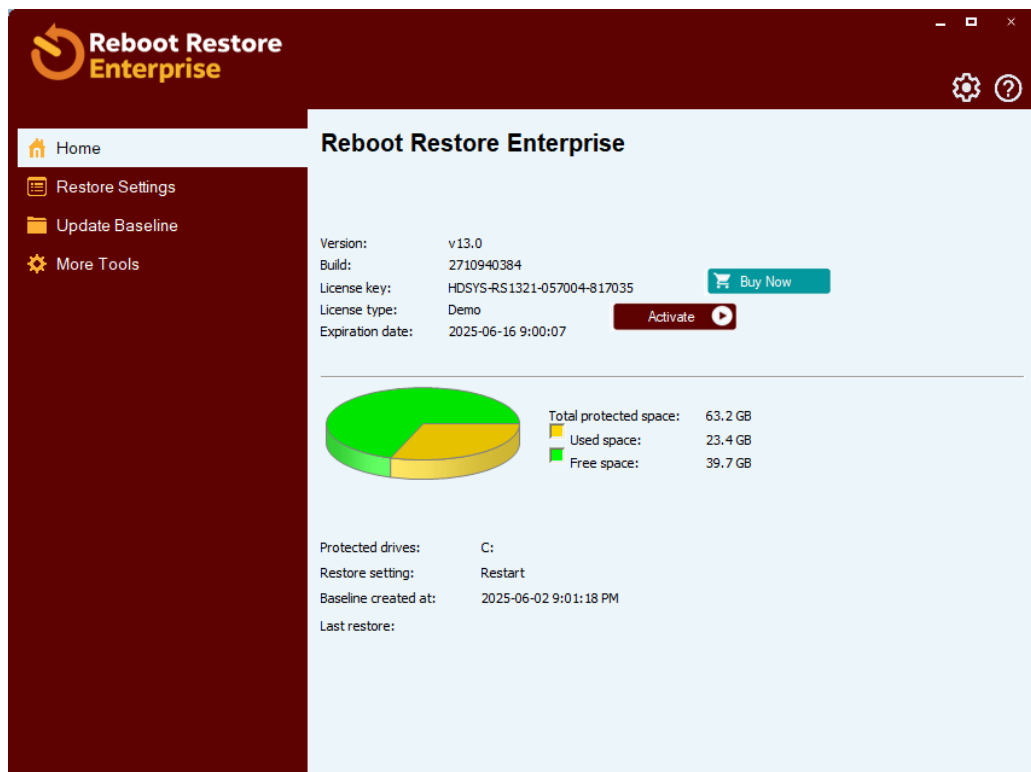 Reboot Restore
Enterprise
Home
Restore Settings
Update Baseline
More Tools
Reboot Restore Enterprise
Version: v13.0
Build: 2710940384
License key: HDSYS-RS1321-057004-817035
Buy Now
License type: Demo
Activate
Expiration date: 2025-06-16 9:00:07
Total protected space: 63.2 GB
Used space: 23.4 GB
Free space: 39.7 GB
Protected drives: C:
Restore setting: Restart
Baseline created at: 2025-06-02 9:01:18 PM
Last restore: